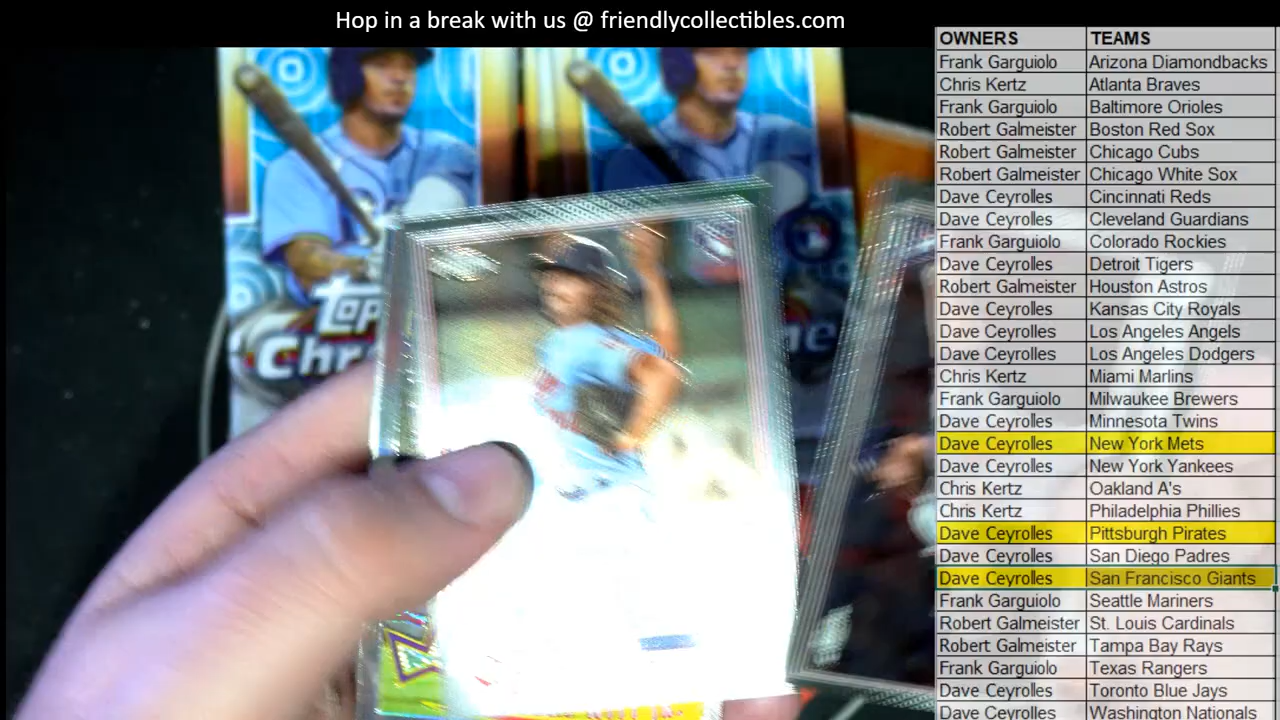 Hop in a break with us @ friendlycollectibles.com
OWNERS TEAMS
Frank Garguiolo Arizona Diamondbacks
Chris Kertz Atlanta Braves
Frank Garguiolo Baltimore Orioles
Robert Galmeister Boston Red Sox
Robert Galmeister Chicago Cubs
Robert Galmeister Chicago White Sox
Dave Ceyrolles Cincinnati Reds
Dave Ceyrolles Cleveland Guardians
Frank Garguiolo Colorado Rockies
Dave Ceyrolles Detroit Tigers
Robert Galmeister Houston Astros
Dave Ceyrolles Kansas City Royals
Dave Ceyrolles Los Angeles Angels
Dave Ceyrolles Los Angeles Dodgers
Chris Kertz Miami Marlins
Frank Garguiolo Milwaukee Brewers
Dave Ceyrolles Minnesota Twins
Dave Ceyrolles New York Mets
Dave Ceyrolles New York Yankees
Chris Kertz Oakland A's
Chris Kertz Philadelphia Phillies
Dave Ceyrolles Pittsburgh Pirates
Dave Ceyrolles San Diego Padres
Dave Ceyrolles San Francisco Giants
Frank Garguiolo Seattle Mariners
Robert Galmeister St. Louis Cardinals
Robert Galmeister Tampa Bay Rays
Frank Garguiolo Texas Rangers
Dave Ceyrolles Toronto Blue Jays
Dave Ceyrolles Washington Nationals
Top
Chr
me